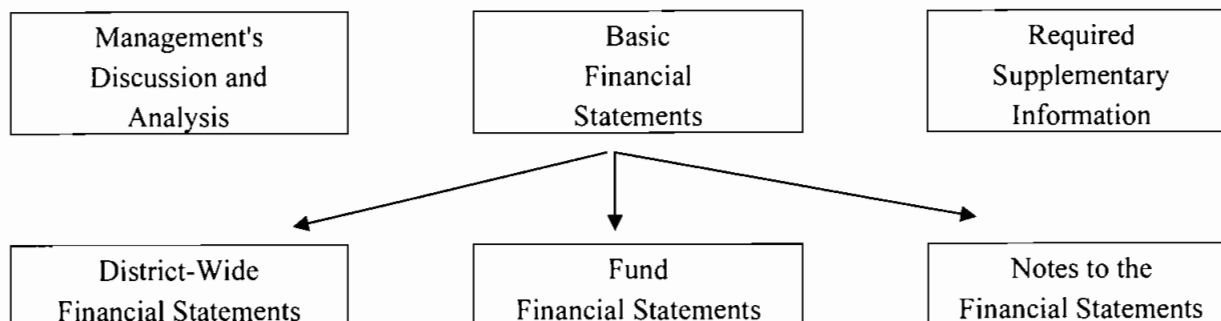 Management's
Discussion and
Analysis
Basic
Financial
Statements
Required
Supplementary
Information
District-Wide
Financial Statements
Fund
Financial Statements
Notes to the
Financial Statements